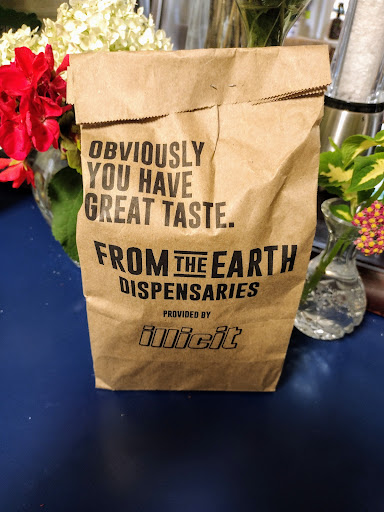 OBVIOUSLY
YOU HAVE
GREAT TASTE.
FROM THE EARTH
DISPENSARIES
PROVIDED BY
illicit